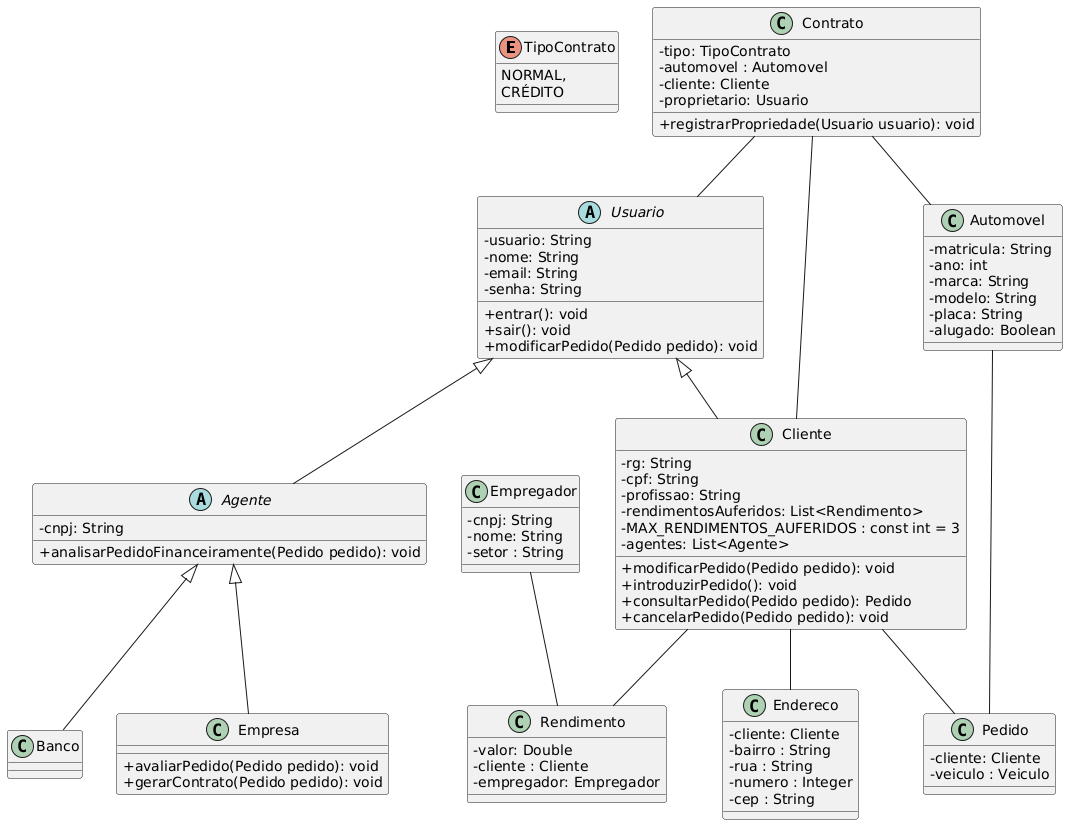 E TipoContrato
NORMAL,
CRÉDITO
C Contrato
-tipo: TipoContrato
-automovel : Automovel
-cliente: Cliente
-proprietario: Usuario
+registrarPropriedade(Usuario usuario): void
A Usuario
-usuario: String
-nome: String
-email: String
-senha: String
+entrar(): void
+sair(): void
+modificarPedido(Pedido pedido): void
C Automovel
-matricula: String
-ano: int
-marca: String
-modelo: String
-placa: String
-alugado: Boolean
A Agente
-cnpj: String
+analisarPedidoFinanceiramente(Pedido pedido): void
C Empregador
-cnpj: String
-nome: String
-setor : String
C Cliente
-rg: String
-cpf: String
-profissao: String
-rendimentosAuferidos: List<Rendimento>
-MAX_RENDIMENTOS_AUFERIDOS : const int = 3
-agentes: List<Agente>
+modificarPedido(Pedido pedido): void
+introduzirPedido(): void
+consultarPedido(Pedido pedido): Pedido
+cancelarPedido(Pedido pedido): void
C Banco
C Empresa
+avaliarPedido(Pedido pedido): void
+gerarContrato(Pedido pedido): void
C Rendimento
-valor: Double
-cliente : Cliente
-empregador: Empregador
C Endereco
-cliente: Cliente
-bairro : String
-rua : String
-numero : Integer
-cep : String
C Pedido
-cliente: Cliente
-veiculo : Veiculo